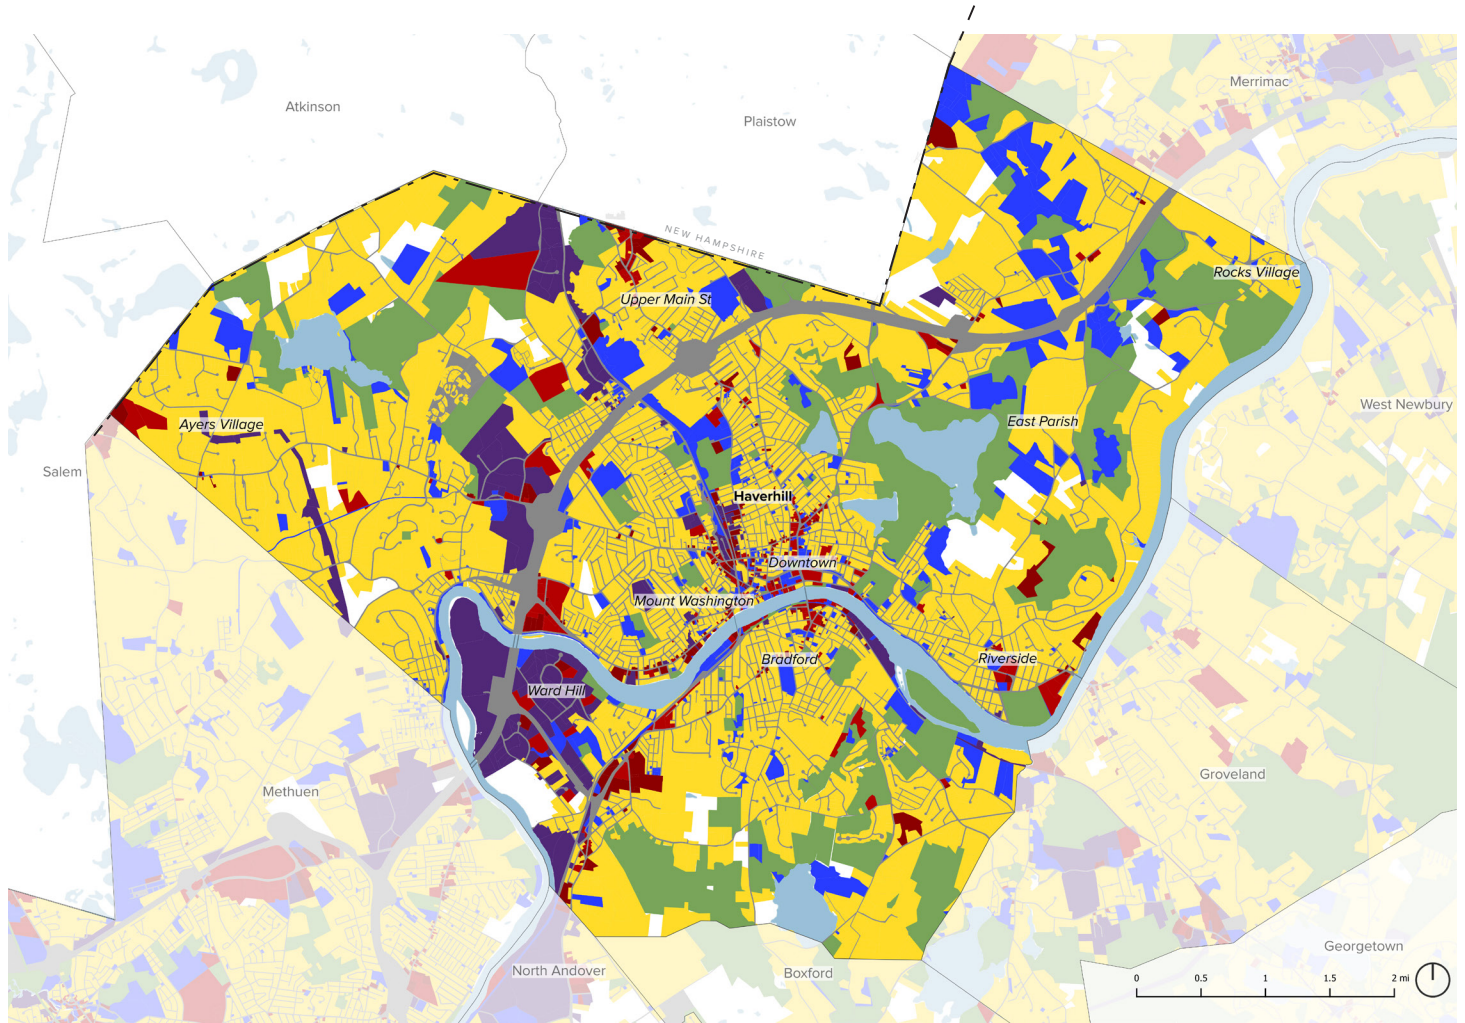 Merrimac
Atkinson
Plaistow
NEW HAMPSHIRE
Rocks Village
Upper Main St
West Newbury
East Parish
Ayers Village
Salem
Haverhill
Downtown
Mount Washington
Bradford
Riverside
Ward Hill
Groveland
Methuen
Georgetown
North Andover
Boxford
0 0.5 1 1.5 2 mi